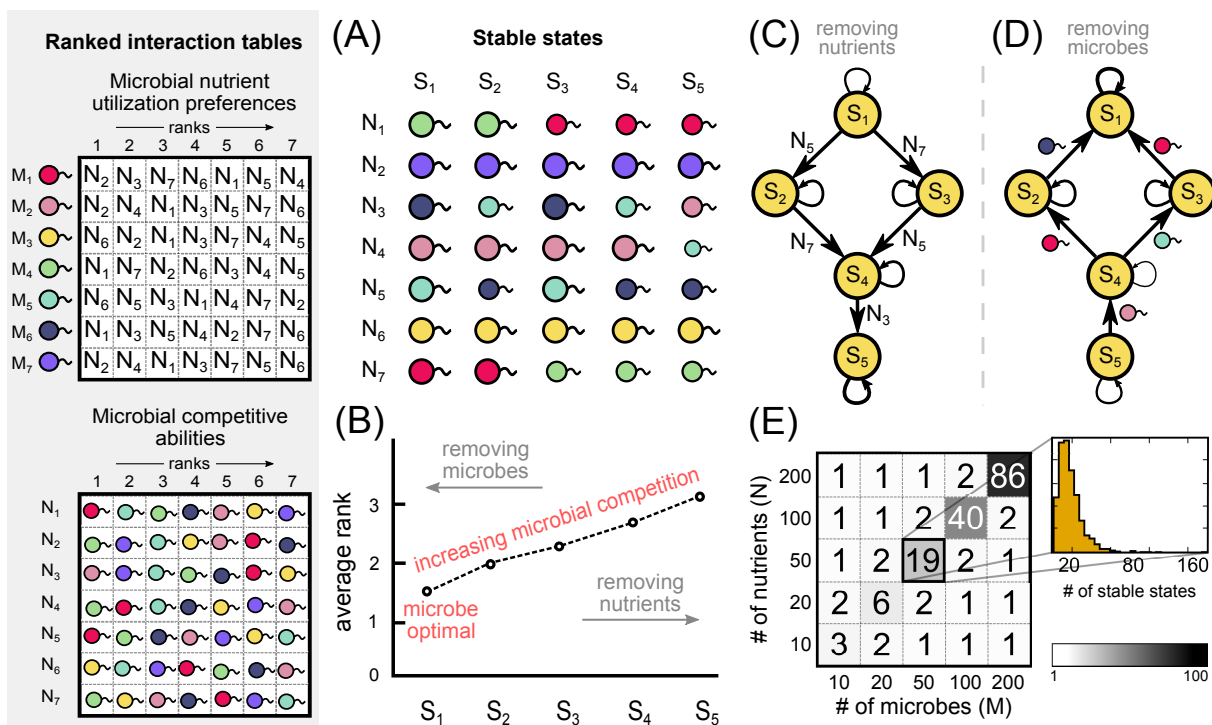 Ranked interaction tables
Microbial nutrient
utilization preferences
ranks
1 2 3 4 5 6 7
M1 N2 N3 N7 N6 N1 N5 N4
M2 N2 N4 N1 N3 N5 N7 N6
M3 N6 N2 N1 N3 N7 N4 N5
M4 N1 N7 N2 N6 N3 N4 N5
M5 N6 N5 N3 N1 N4 N7 N2
M6 N1 N3 N5 N4 N2 N7 N6
M7 N2 N4 N1 N3 N7 N5 N6
Microbial competitive
abilities
ranks
1 2 3 4 5 6 7
N1
N2
N3
N4
N5
N6
N7
(A)
Stable states
S1 S2 S3 S4 S5
N1
N2
N3
N4
N5
N6
N7
(B)
average rank
3
2
1
0
removing
microbes
increasing microbial competition
microbe
optimal
removing
nutrients
S1 S2 S3 S4 S5
(C)
removing
nutrients
S1
N5 N7
S2 S3
N7 N5
S4
N3
S5
(D)
removing
microbes
S1
S2 S3
S4
S5
(E)
# of nutrients (N)
200 1 1 1 2 86
100 1 1 2 40 2
50 1 2 19 2 1
20 2 6 2 1 1
10 3 2 1 1 1
10 20 50 100 200
# of microbes (M)
20 80 160
# of stable states
1 100